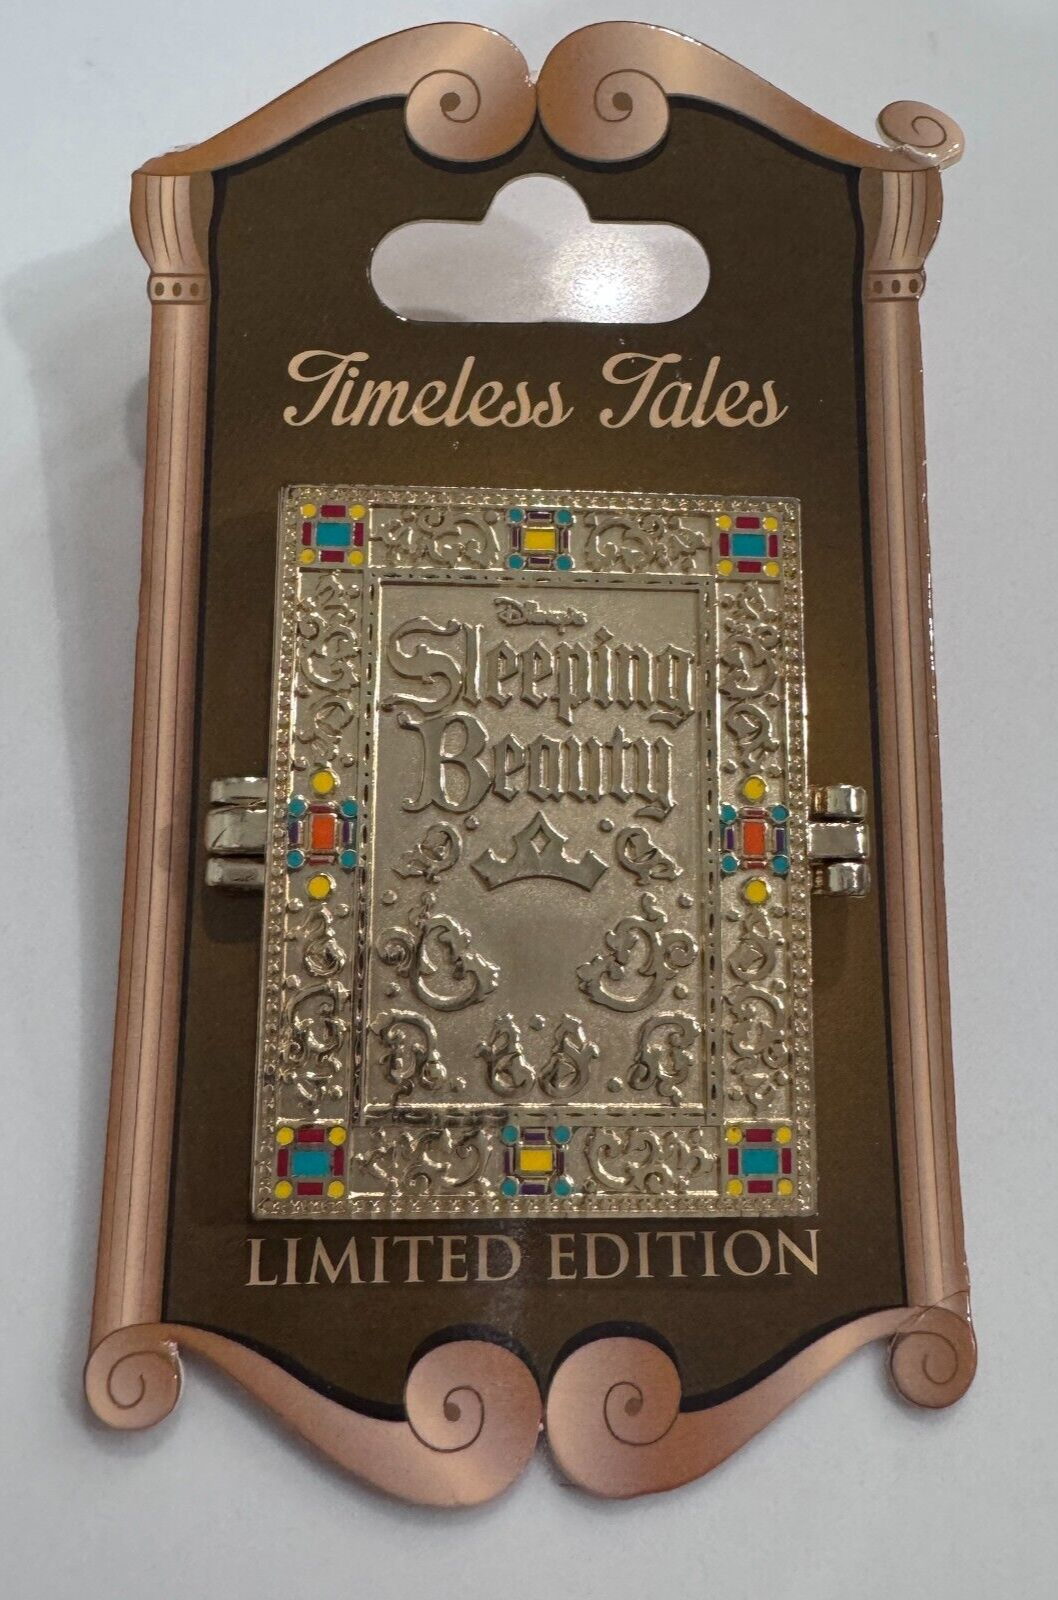 Timeless Tales
Disney's
Sleeping
Beauty
LIMITED EDITION